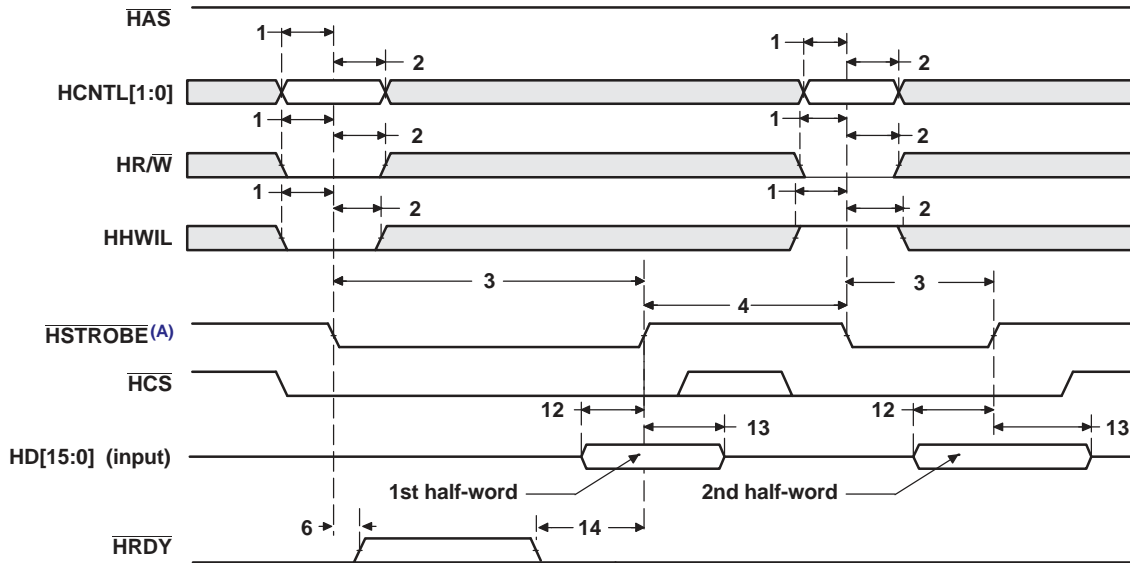 HAS
1
1
2
2
HCNTL[1:0]
1
2
1
2
HR/W
1
2
1
2
HHWIL
3
4
3
HSTROBE(A)
HCS
12
13
12
13
HD[15:0] (input)
1st half-word
2nd half-word
6
14
HRDY